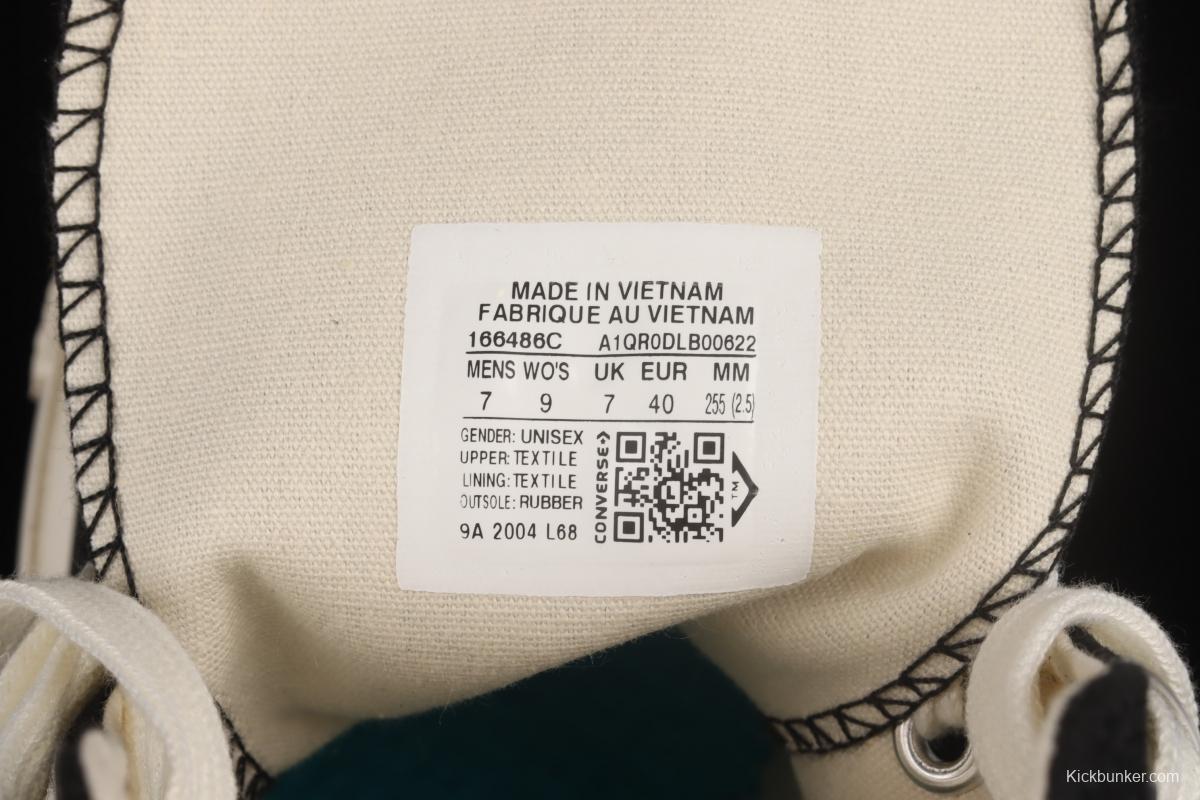 MADE IN VIETNAM
FABRIQUE AU VIETNAM
166486C A1QR0DLB00622
MENS WO'S UK EUR MM
7 9 7 40 255 (2.5)
GENDER: UNISEX
UPPER: TEXTILE
LINING: TEXTILE
OUTSOLE: RUBBER
9A 2004 L68
CONVERSE
TM
Kickbunker.com